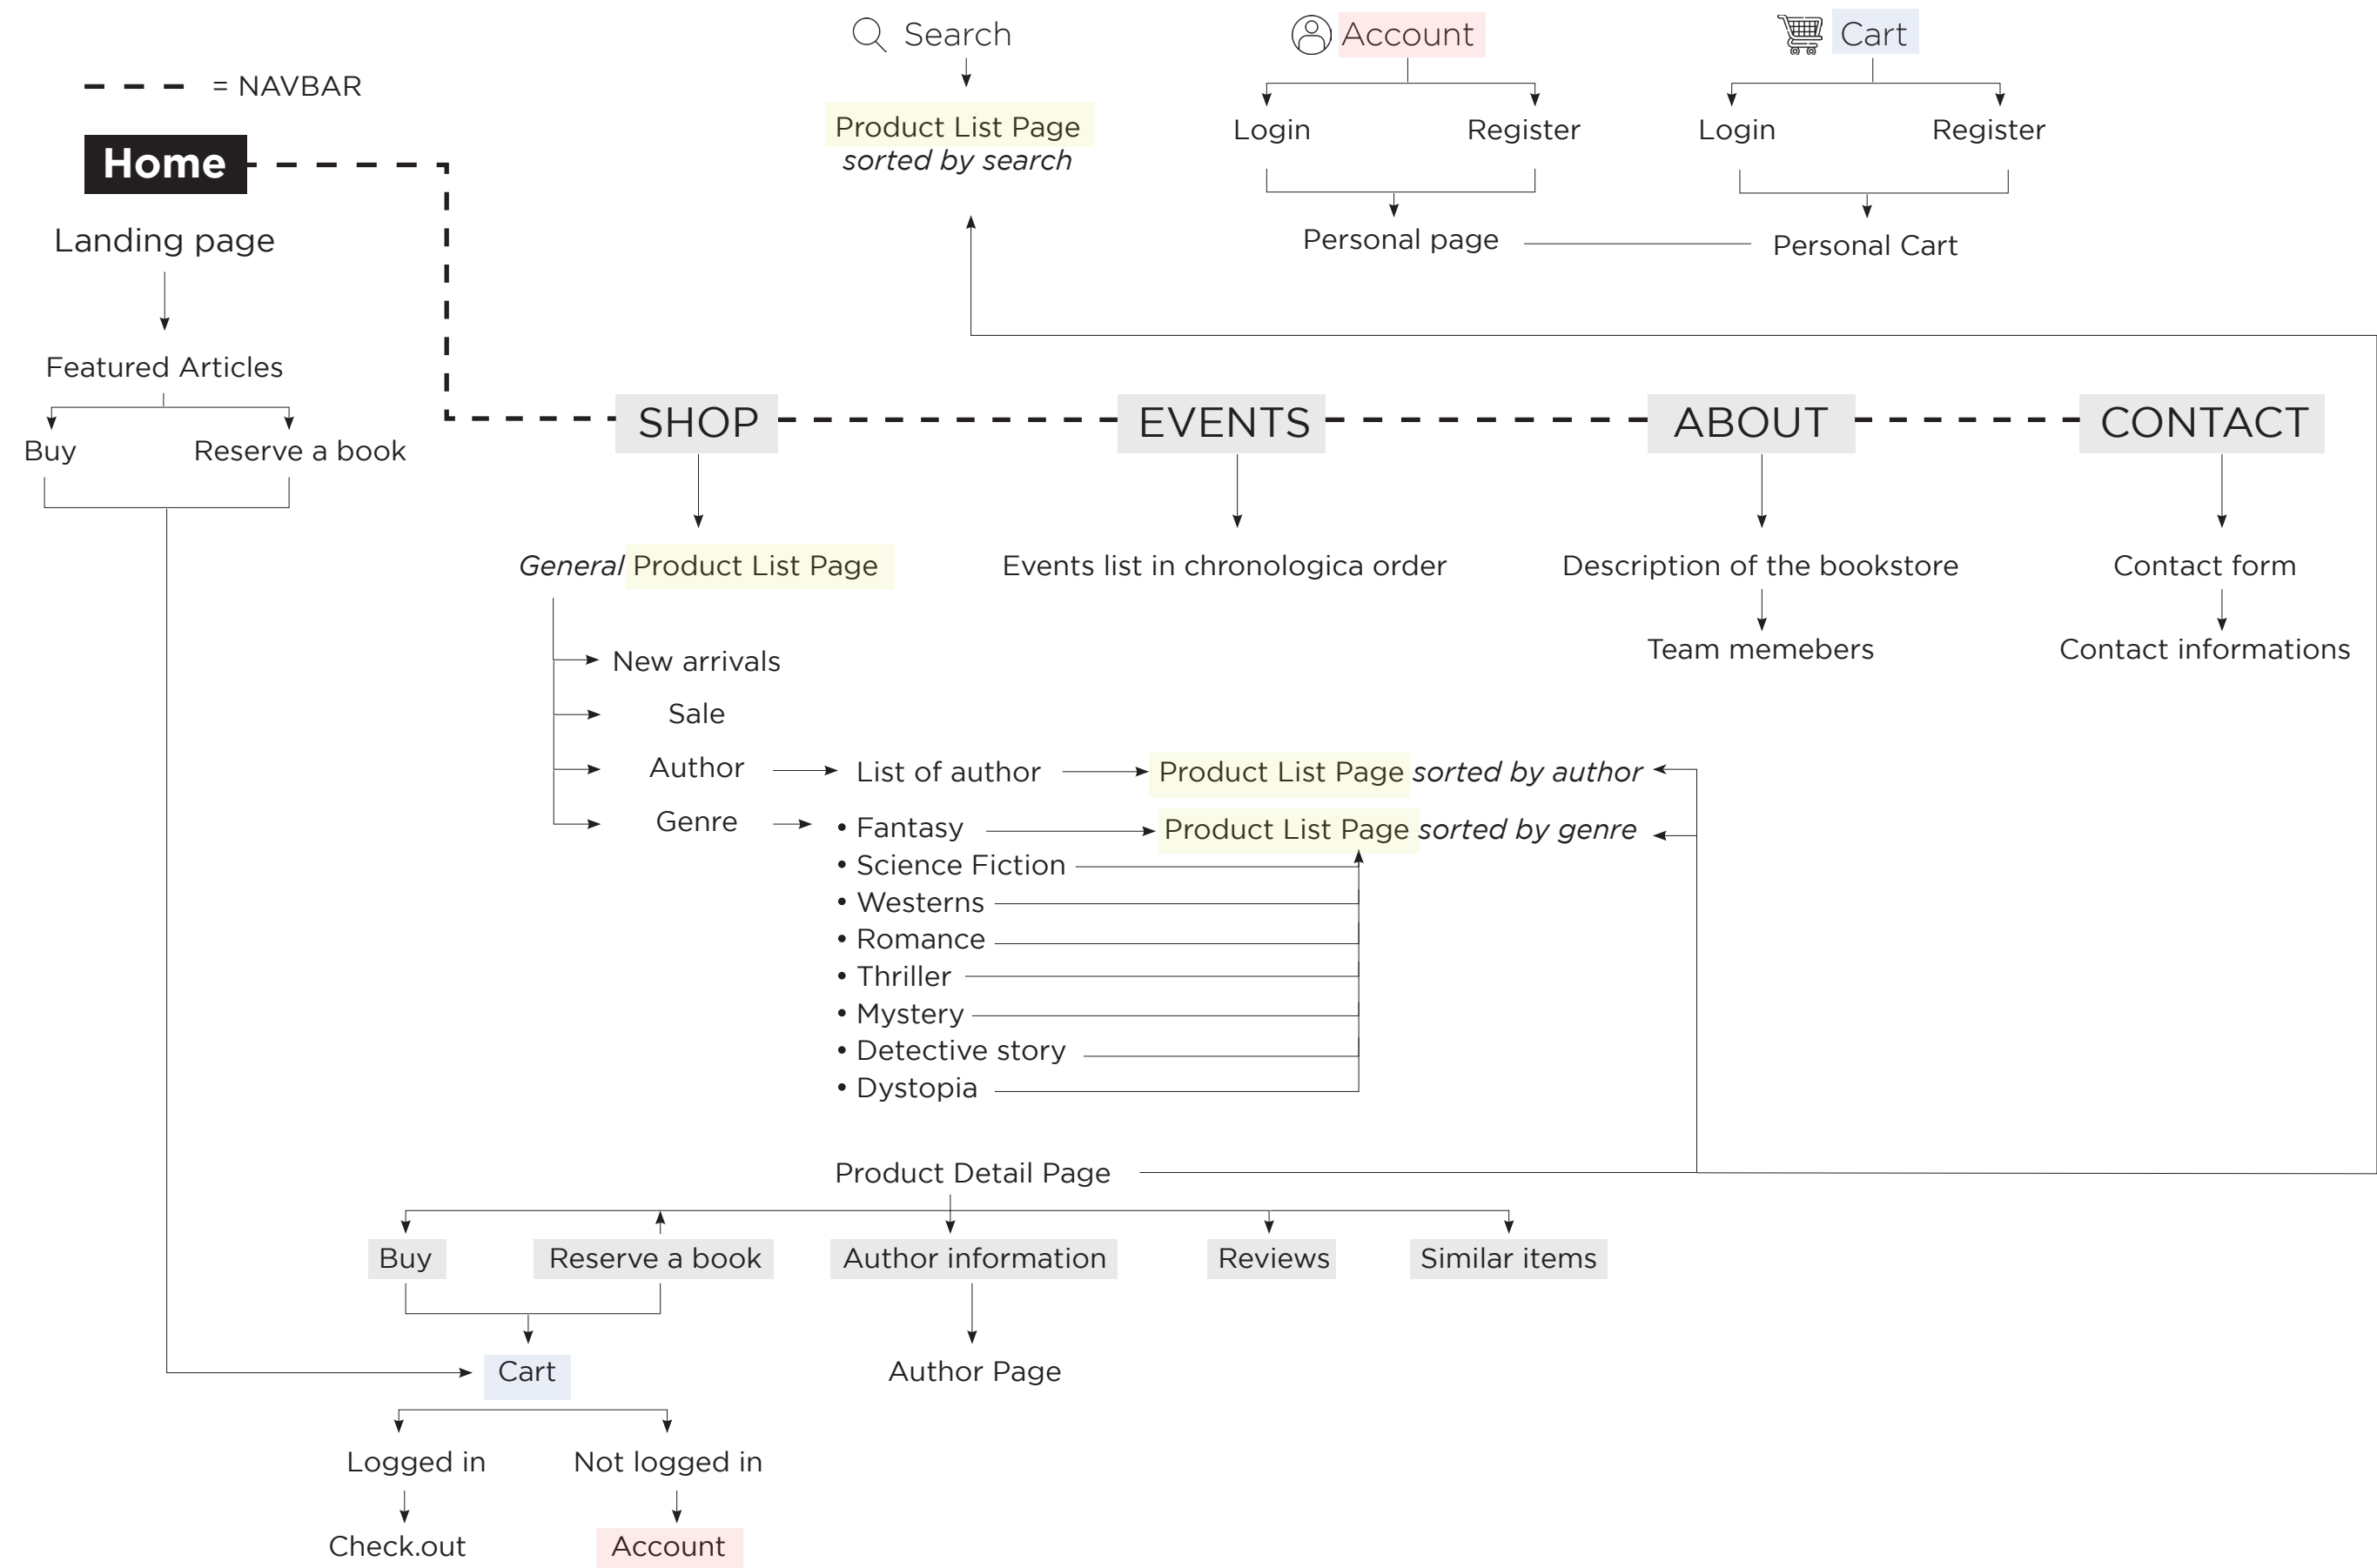 Search
Account
Cart
= NAVBAR
Home
Product List Page
sorted by search
Login
Register
Login
Register
Landing page
Personal page
Personal Cart
Featured Articles
Buy
Reserve a book
SHOP
EVENTS
ABOUT
CONTACT
General Product List Page
Events list in chronologica order
Description of the bookstore
Contact form
Team memebers
Contact informations
New arrivals
Sale
Author
List of author
Product List Page sorted by author
Genre
• Fantasy
Product List Page sorted by genre
• Science Fiction
• Westerns
• Romance
• Thriller
• Mystery
• Detective story
• Dystopia
Product Detail Page
Buy
Reserve a book
Author information
Reviews
Similar items
Cart
Author Page
Logged in
Not logged in
Check.out
Account